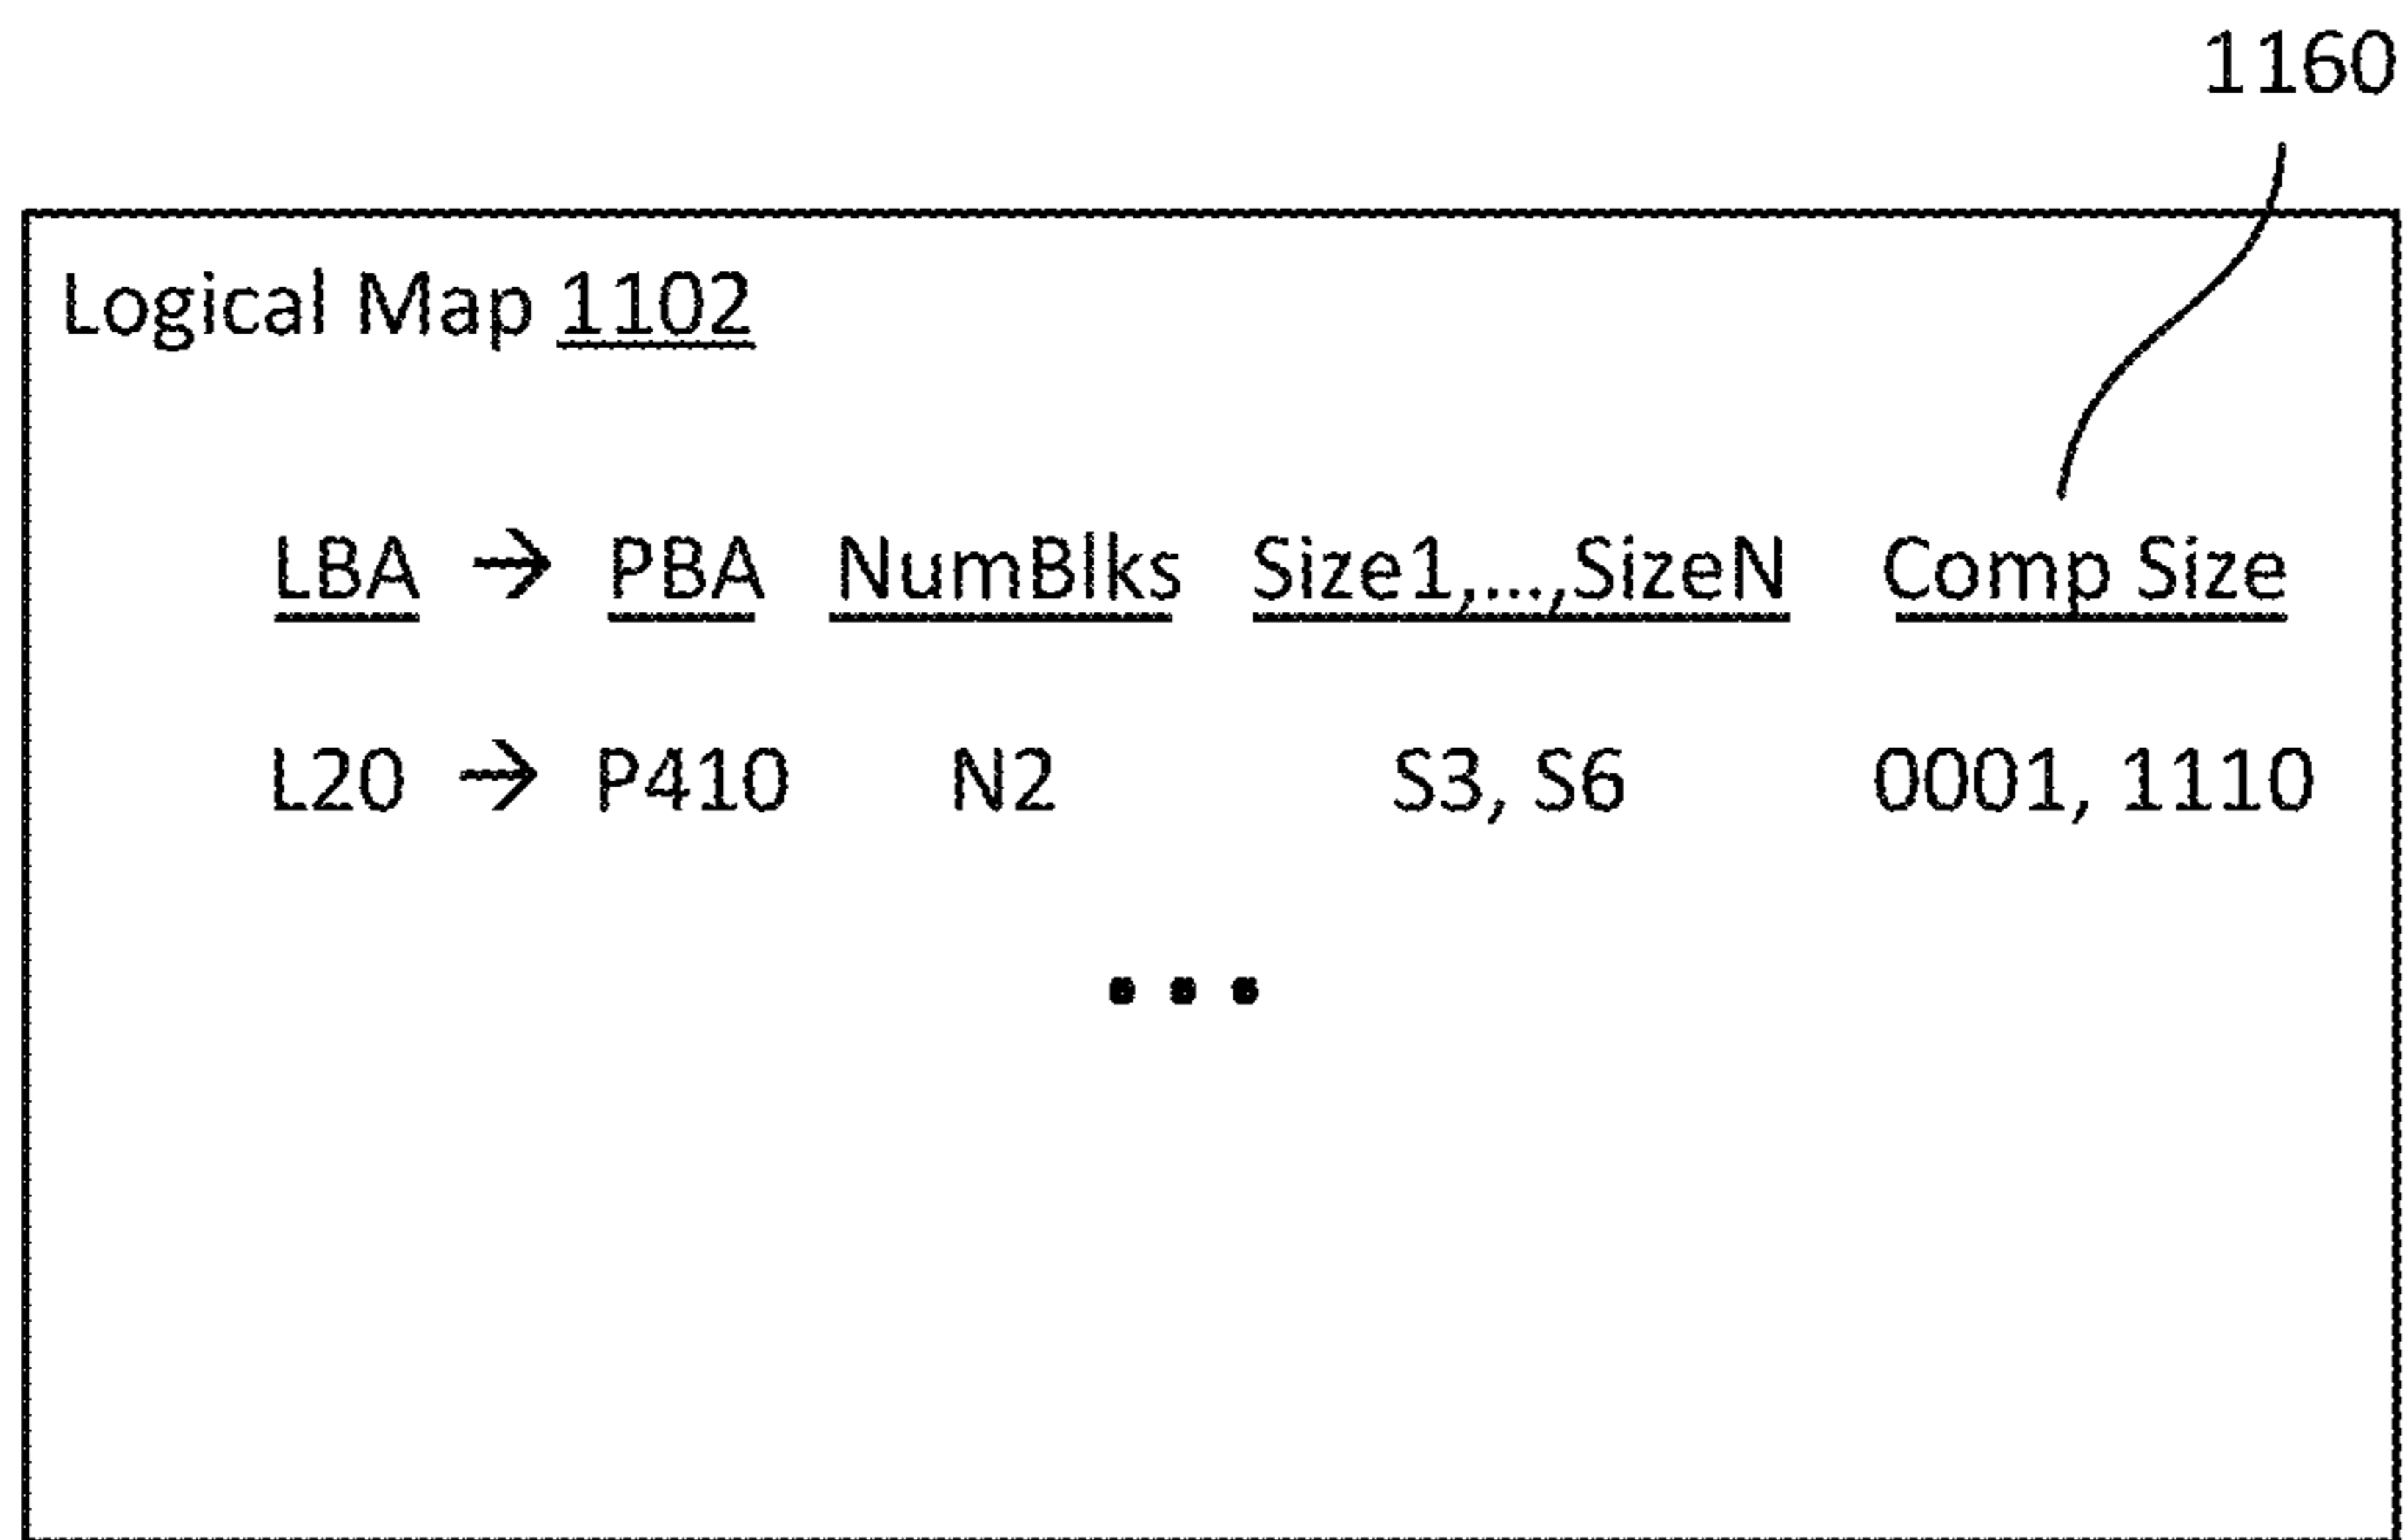 1160
Logical Map 1102
LBA → PBA NumBlks Size1,...,SizeN Comp Size
L20 → P410 N2 S3, S6 0001, 1110
• • •